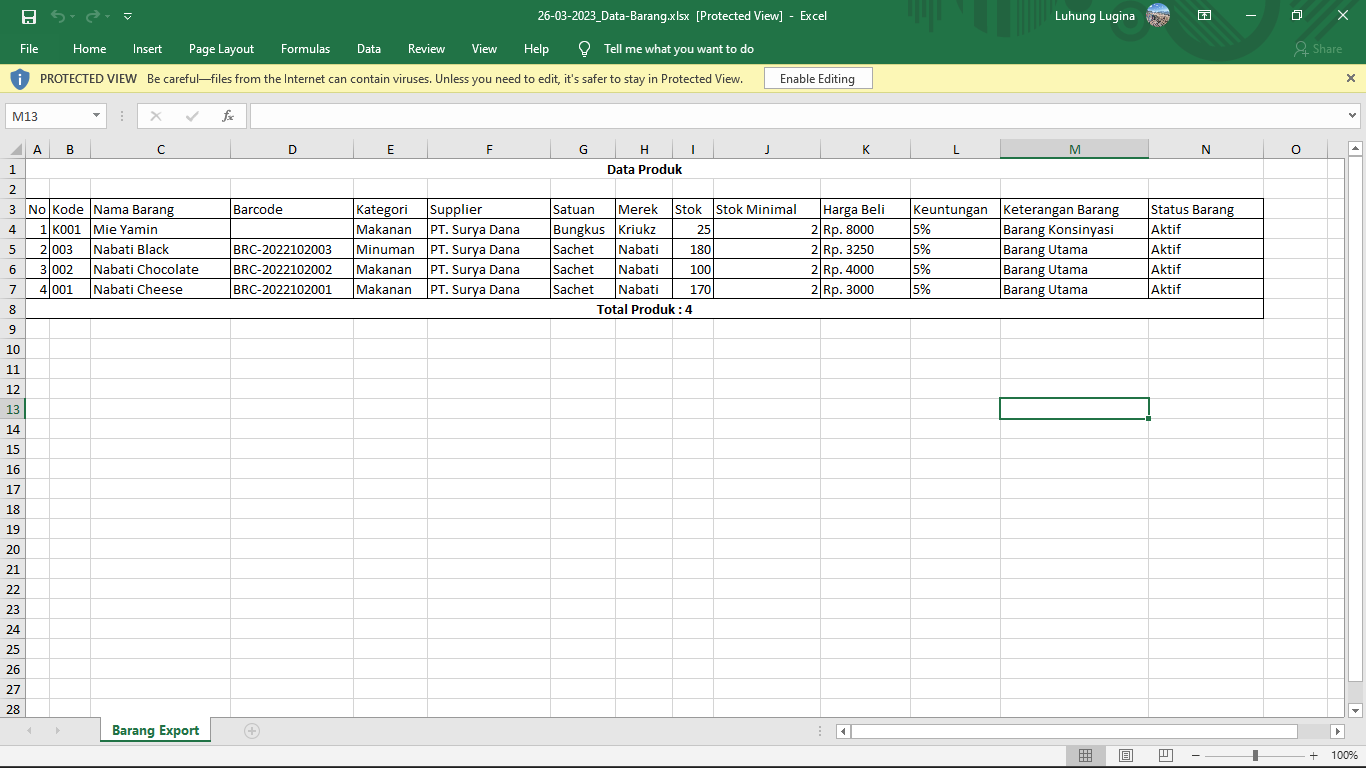 26-03-2023_Data-Barang.xlsx [Protected View] - Excel
Luhung Lugina
File Home Insert Page Layout Formulas Data Review View Help Tell me what you want to do Share
PROTECTED VIEW Be careful—files from the Internet can contain viruses. Unless you need to edit, it's safer to stay in Protected View. Enable Editing
M13 fx
A B C D E F G H I J K L M N O
1 Data Produk
2
3 No Kode Nama Barang Barcode Kategori Supplier Satuan Merek Stok Stok Minimal Harga Beli Keuntungan Keterangan Barang Status Barang
4 1 K001 Mie Yamin Makanan PT. Surya Dana Bungkus Kriukz 25 2 Rp. 8000 5% Barang Konsinyasi Aktif
5 2 003 Nabati Black BRC-2022102003 Minuman PT. Surya Dana Sachet Nabati 180 2 Rp. 3250 5% Barang Utama Aktif
6 3 002 Nabati Chocolate BRC-2022102002 Makanan PT. Surya Dana Sachet Nabati 100 2 Rp. 4000 5% Barang Utama Aktif
7 4 001 Nabati Cheese BRC-2022102001 Makanan PT. Surya Dana Sachet Nabati 170 2 Rp. 3000 5% Barang Utama Aktif
8 Total Produk : 4
9
10
11
12
13
14
15
16
17
18
19
20
21
22
23
24
25
26
27
28
Barang Export
100%